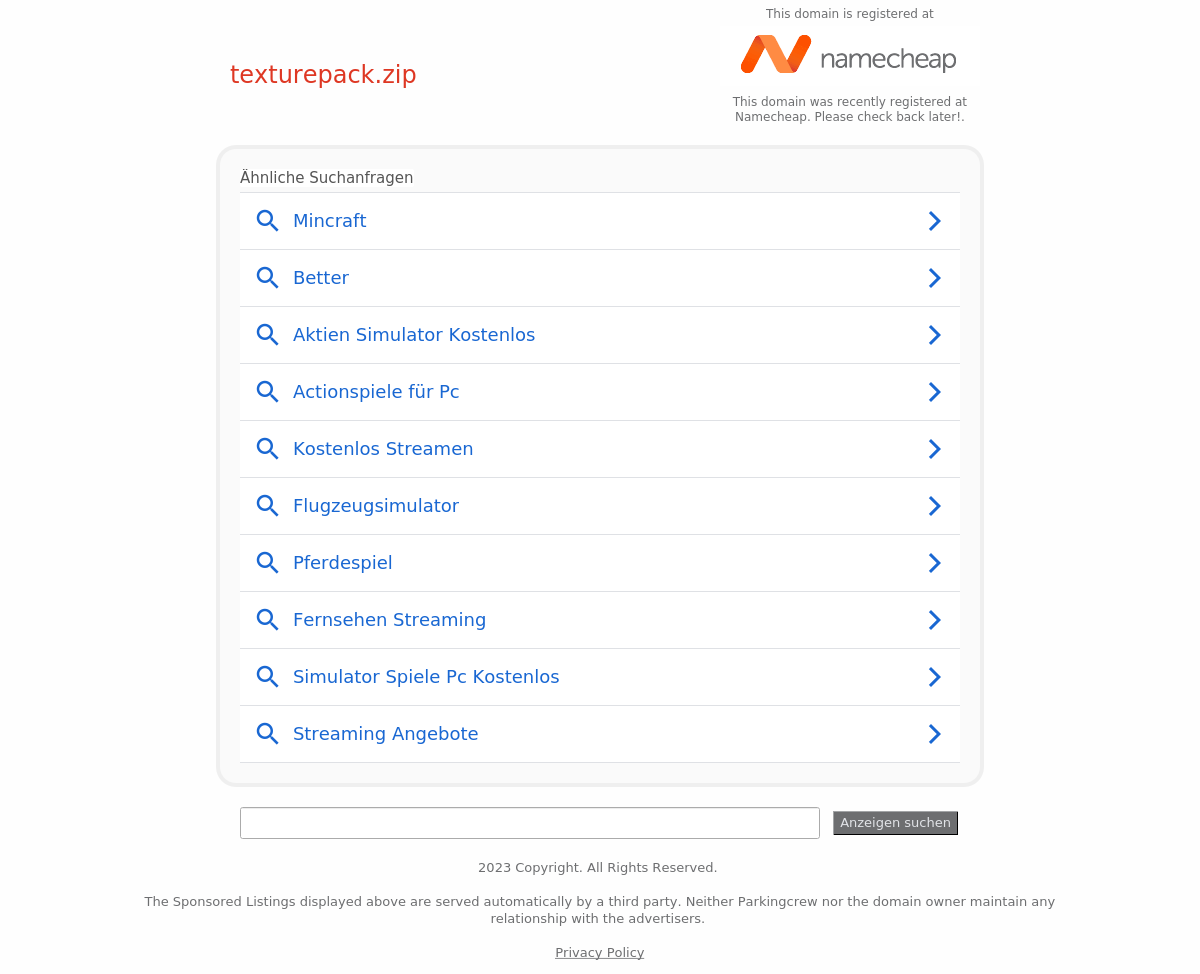 This domain is registered at
namecheap
texturepack.zip
This domain was recently registered at
Namecheap. Please check back later!.
Ähnliche Suchanfragen
Mincraft
Better
Aktien Simulator Kostenlos
Actionspiele für Pc
Kostenlos Streamen
Flugzeugsimulator
Pferdespiel
Fernsehen Streaming
Simulator Spiele Pc Kostenlos
Streaming Angebote
Anzeigen suchen
2023 Copyright. All Rights Reserved.
The Sponsored Listings displayed above are served automatically by a third party. Neither Parkingcrew nor the domain owner maintain any
relationship with the advertisers.
Privacy Policy